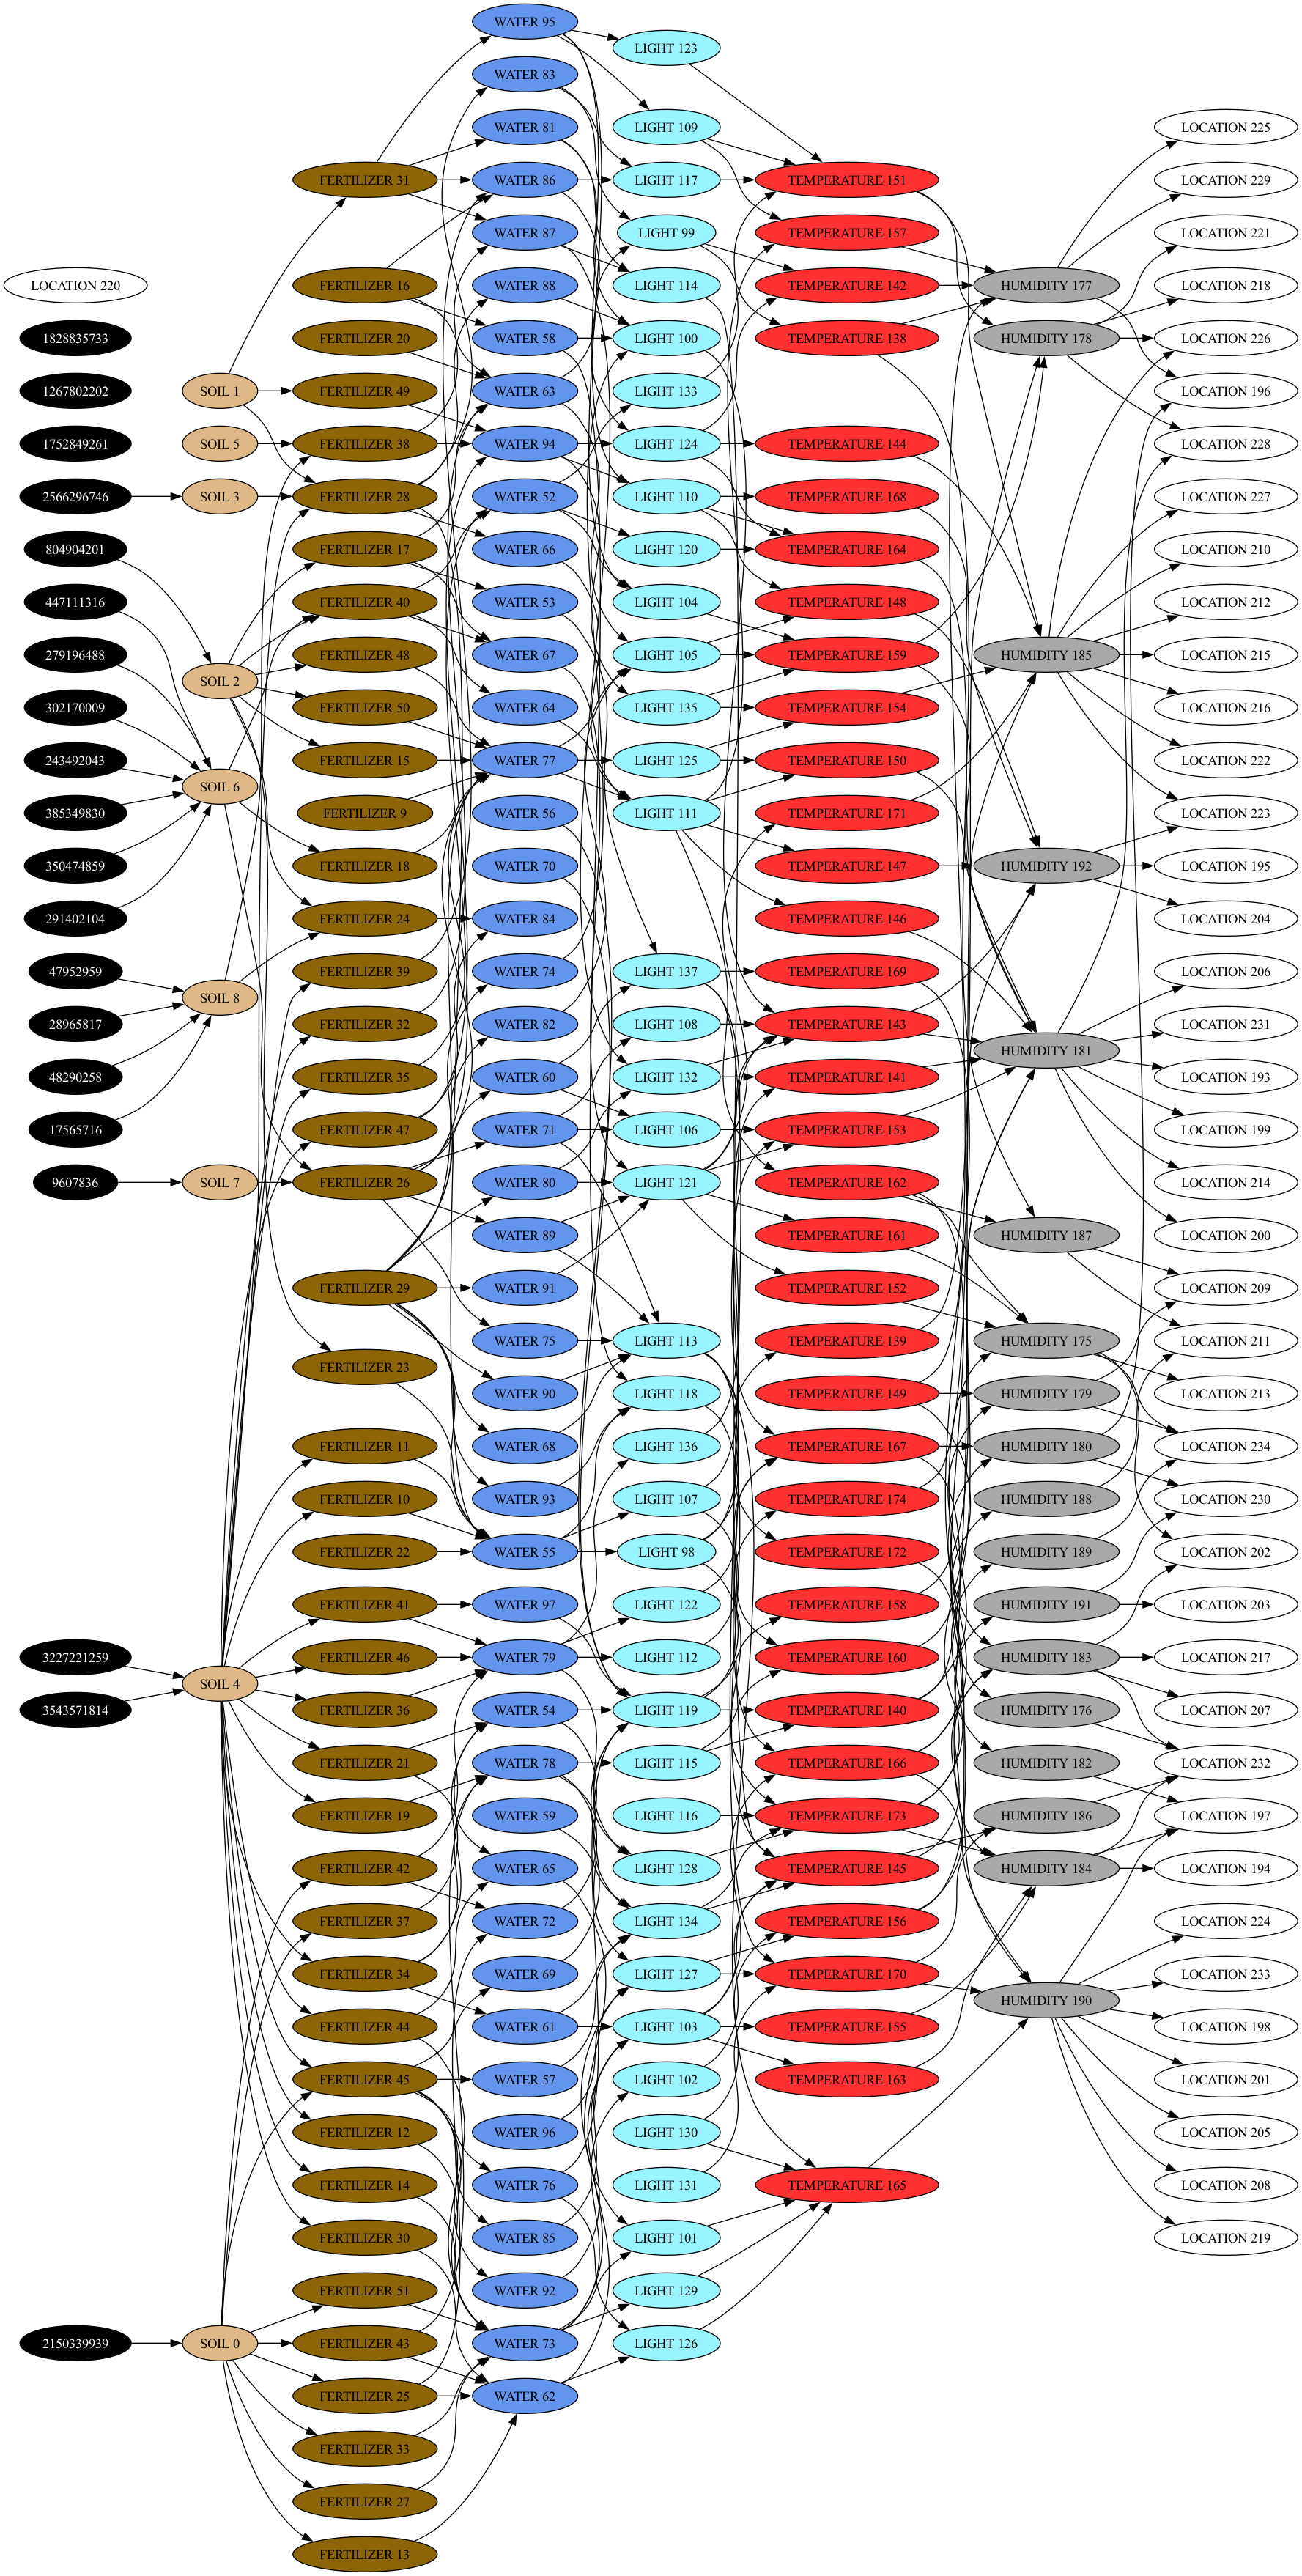 LOCATION 220
1828835733
1267802202
1752849261
2566296746
804904201
447111316
279196488
302170009
243492043
385349830
350474859
291402104
47952959
28965817
48290258
17565716
9607836
3227221259
3543571814
2150339939
SOIL 1
SOIL 5
SOIL 3
SOIL 2
SOIL 6
SOIL 8
SOIL 7
SOIL 4
SOIL 0
FERTILIZER 31
FERTILIZER 16
FERTILIZER 20
FERTILIZER 49
FERTILIZER 38
FERTILIZER 28
FERTILIZER 17
FERTILIZER 40
FERTILIZER 48
FERTILIZER 50
FERTILIZER 15
FERTILIZER 9
FERTILIZER 18
FERTILIZER 24
FERTILIZER 39
FERTILIZER 32
FERTILIZER 35
FERTILIZER 47
FERTILIZER 26
FERTILIZER 29
FERTILIZER 23
FERTILIZER 11
FERTILIZER 10
FERTILIZER 22
FERTILIZER 41
FERTILIZER 46
FERTILIZER 36
FERTILIZER 21
FERTILIZER 19
FERTILIZER 42
FERTILIZER 37
FERTILIZER 34
FERTILIZER 44
FERTILIZER 45
FERTILIZER 12
FERTILIZER 14
FERTILIZER 30
FERTILIZER 51
FERTILIZER 43
FERTILIZER 25
FERTILIZER 33
FERTILIZER 27
FERTILIZER 13
WATER 95
WATER 83
WATER 81
WATER 86
WATER 87
WATER 88
WATER 58
WATER 63
WATER 94
WATER 52
WATER 66
WATER 53
WATER 67
WATER 64
WATER 77
WATER 56
WATER 70
WATER 84
WATER 74
WATER 82
WATER 60
WATER 71
WATER 80
WATER 89
WATER 91
WATER 75
WATER 90
WATER 68
WATER 93
WATER 55
WATER 97
WATER 79
WATER 54
WATER 78
WATER 59
WATER 65
WATER 72
WATER 69
WATER 61
WATER 57
WATER 96
WATER 76
WATER 85
WATER 92
WATER 73
WATER 62
LIGHT 123
LIGHT 109
LIGHT 117
LIGHT 99
LIGHT 114
LIGHT 100
LIGHT 133
LIGHT 124
LIGHT 110
LIGHT 120
LIGHT 104
LIGHT 105
LIGHT 135
LIGHT 125
LIGHT 111
LIGHT 137
LIGHT 108
LIGHT 132
LIGHT 106
LIGHT 121
LIGHT 113
LIGHT 118
LIGHT 136
LIGHT 107
LIGHT 98
LIGHT 122
LIGHT 112
LIGHT 119
LIGHT 115
LIGHT 116
LIGHT 128
LIGHT 134
LIGHT 127
LIGHT 103
LIGHT 102
LIGHT 130
LIGHT 131
LIGHT 101
LIGHT 129
LIGHT 126
TEMPERATURE 151
TEMPERATURE 157
TEMPERATURE 142
TEMPERATURE 138
TEMPERATURE 144
TEMPERATURE 168
TEMPERATURE 164
TEMPERATURE 148
TEMPERATURE 159
TEMPERATURE 154
TEMPERATURE 150
TEMPERATURE 171
TEMPERATURE 147
TEMPERATURE 146
TEMPERATURE 169
TEMPERATURE 143
TEMPERATURE 141
TEMPERATURE 153
TEMPERATURE 162
TEMPERATURE 161
TEMPERATURE 152
TEMPERATURE 139
TEMPERATURE 149
TEMPERATURE 167
TEMPERATURE 174
TEMPERATURE 172
TEMPERATURE 158
TEMPERATURE 160
TEMPERATURE 140
TEMPERATURE 166
TEMPERATURE 173
TEMPERATURE 145
TEMPERATURE 156
TEMPERATURE 170
TEMPERATURE 155
TEMPERATURE 163
TEMPERATURE 165
HUMIDITY 177
HUMIDITY 178
HUMIDITY 185
HUMIDITY 192
HUMIDITY 181
HUMIDITY 187
HUMIDITY 175
HUMIDITY 179
HUMIDITY 180
HUMIDITY 188
HUMIDITY 189
HUMIDITY 191
HUMIDITY 183
HUMIDITY 176
HUMIDITY 182
HUMIDITY 186
HUMIDITY 184
HUMIDITY 190
LOCATION 225
LOCATION 229
LOCATION 221
LOCATION 218
LOCATION 226
LOCATION 196
LOCATION 228
LOCATION 227
LOCATION 210
LOCATION 212
LOCATION 215
LOCATION 216
LOCATION 222
LOCATION 223
LOCATION 195
LOCATION 204
LOCATION 206
LOCATION 231
LOCATION 193
LOCATION 199
LOCATION 214
LOCATION 200
LOCATION 209
LOCATION 211
LOCATION 213
LOCATION 234
LOCATION 230
LOCATION 202
LOCATION 203
LOCATION 217
LOCATION 207
LOCATION 232
LOCATION 197
LOCATION 194
LOCATION 224
LOCATION 233
LOCATION 198
LOCATION 201
LOCATION 205
LOCATION 208
LOCATION 219